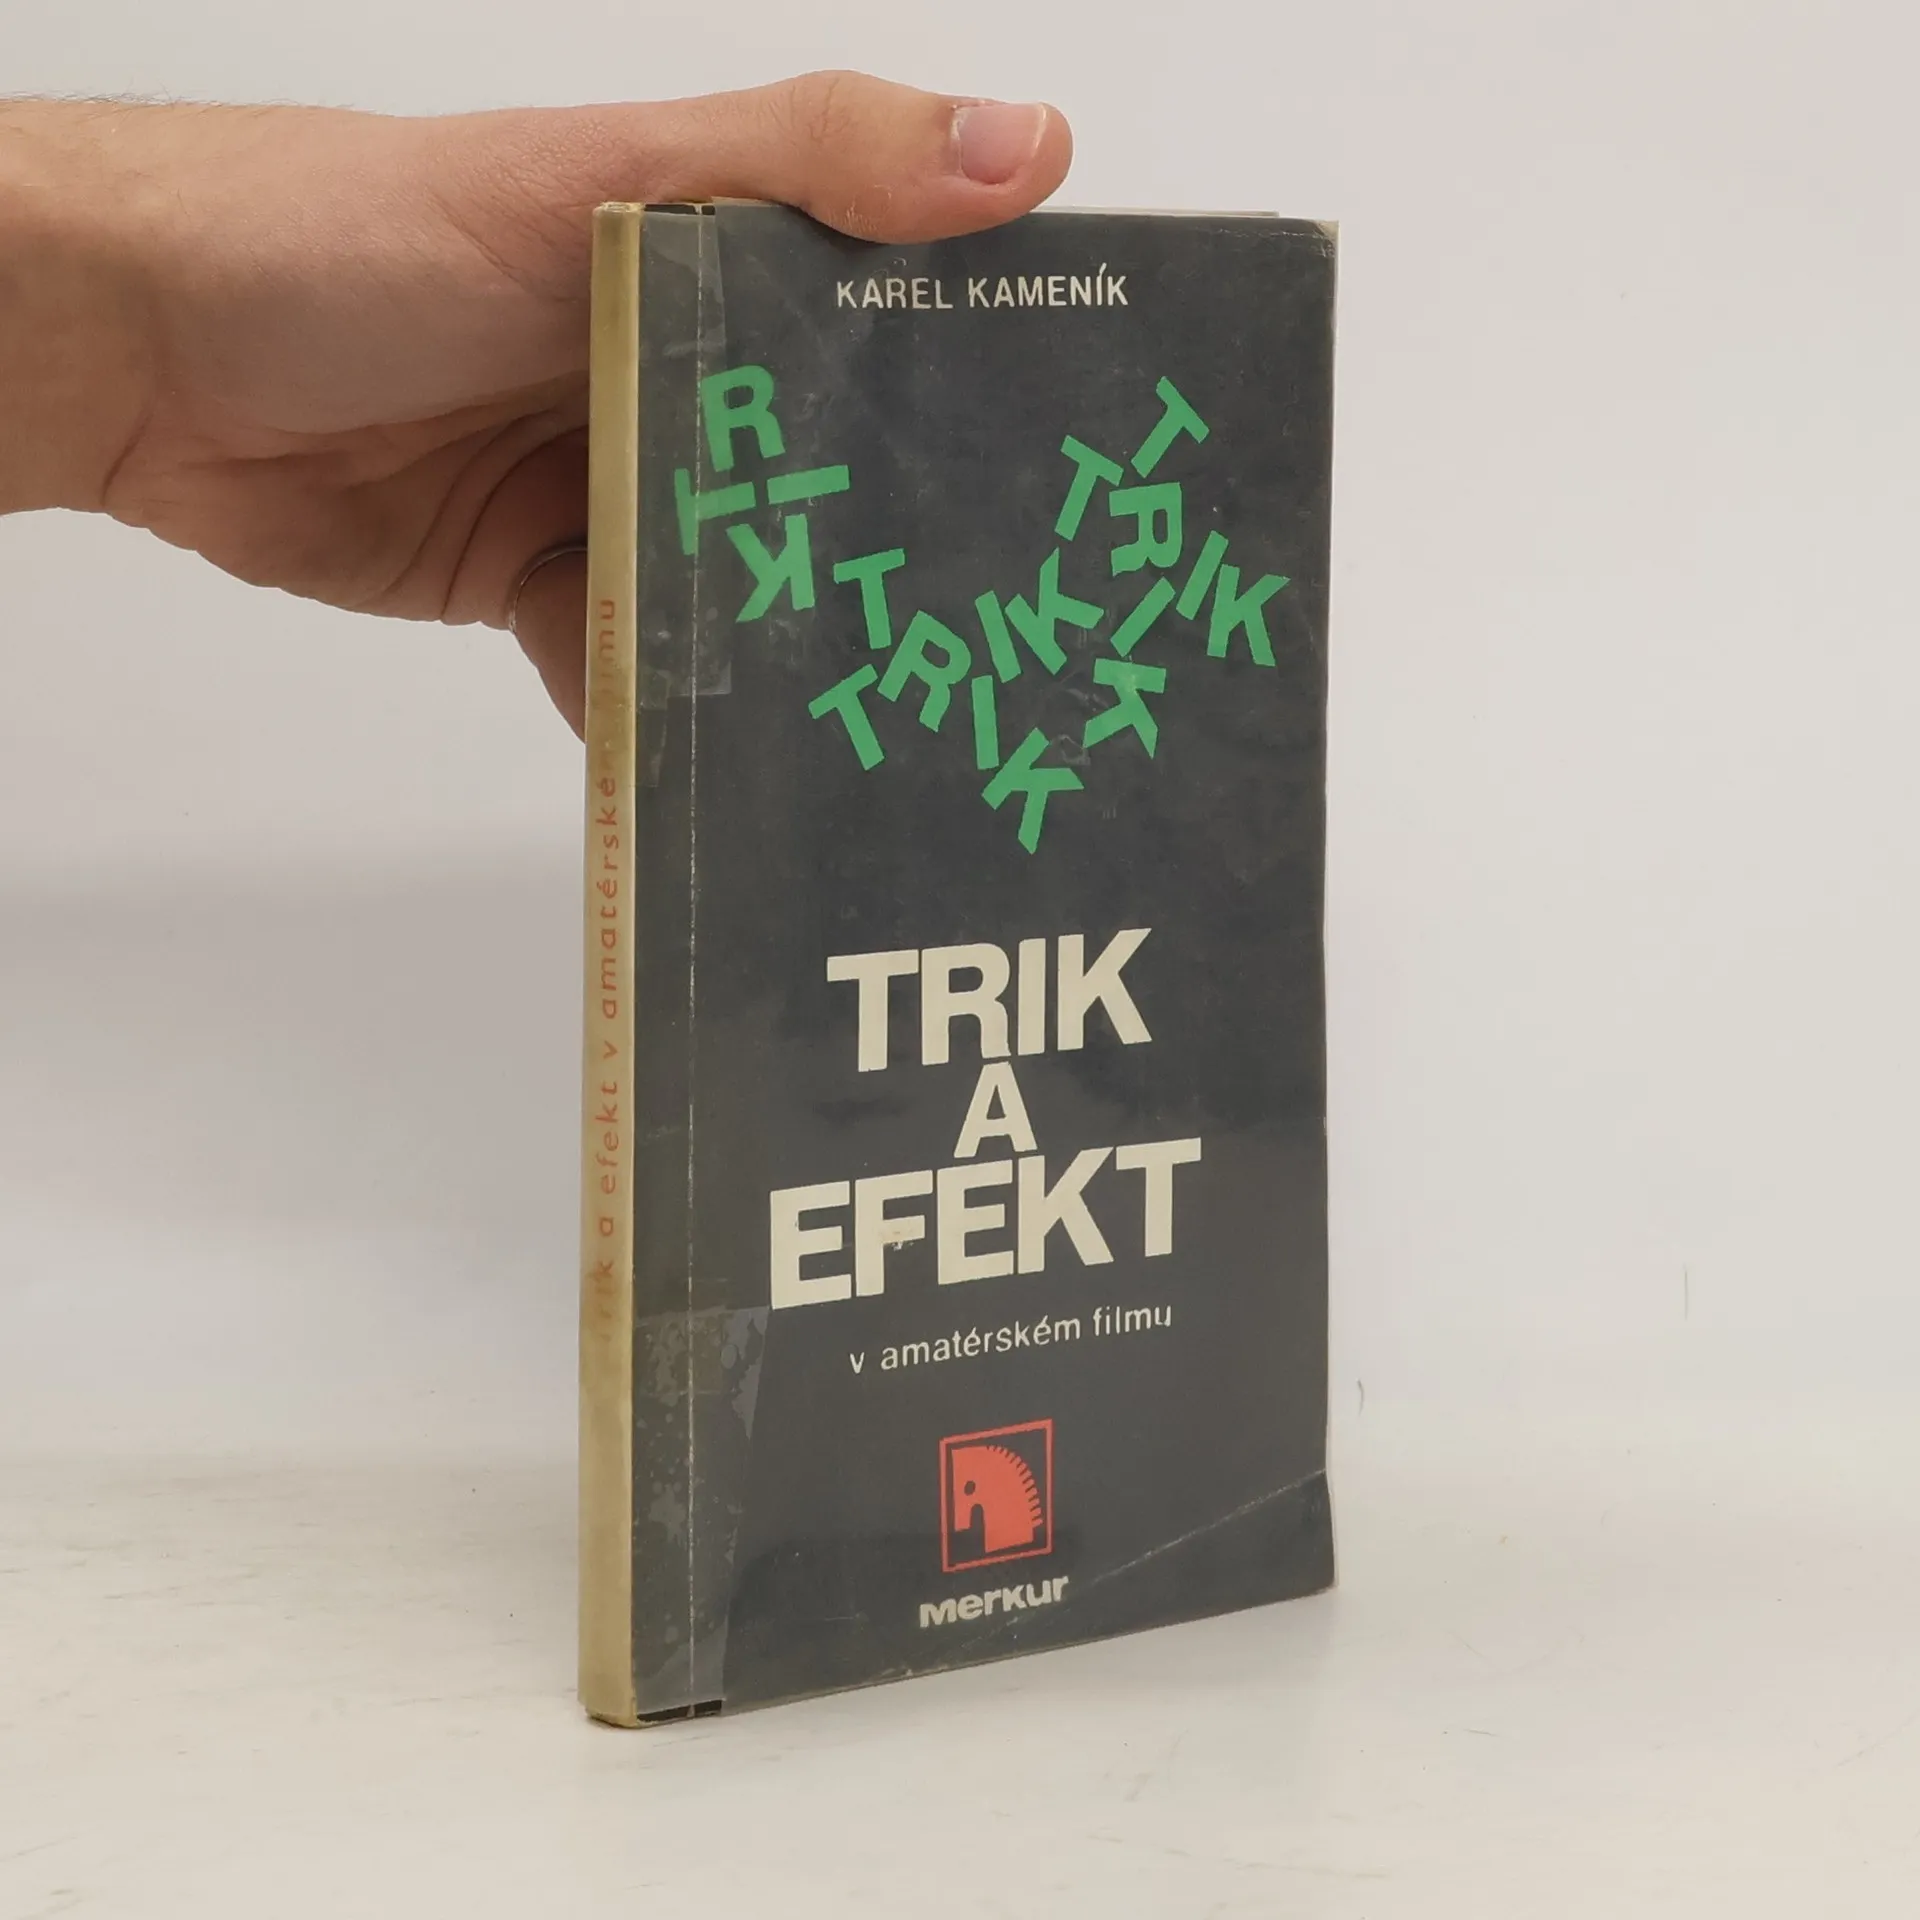 KAREL KAMENÍK
TRIK
TRIK
TRIK
TRIK
TRIK
TRIK
A
EFEKT
v amatérském filmu
merkur
trik a efekt v amatérském filmu